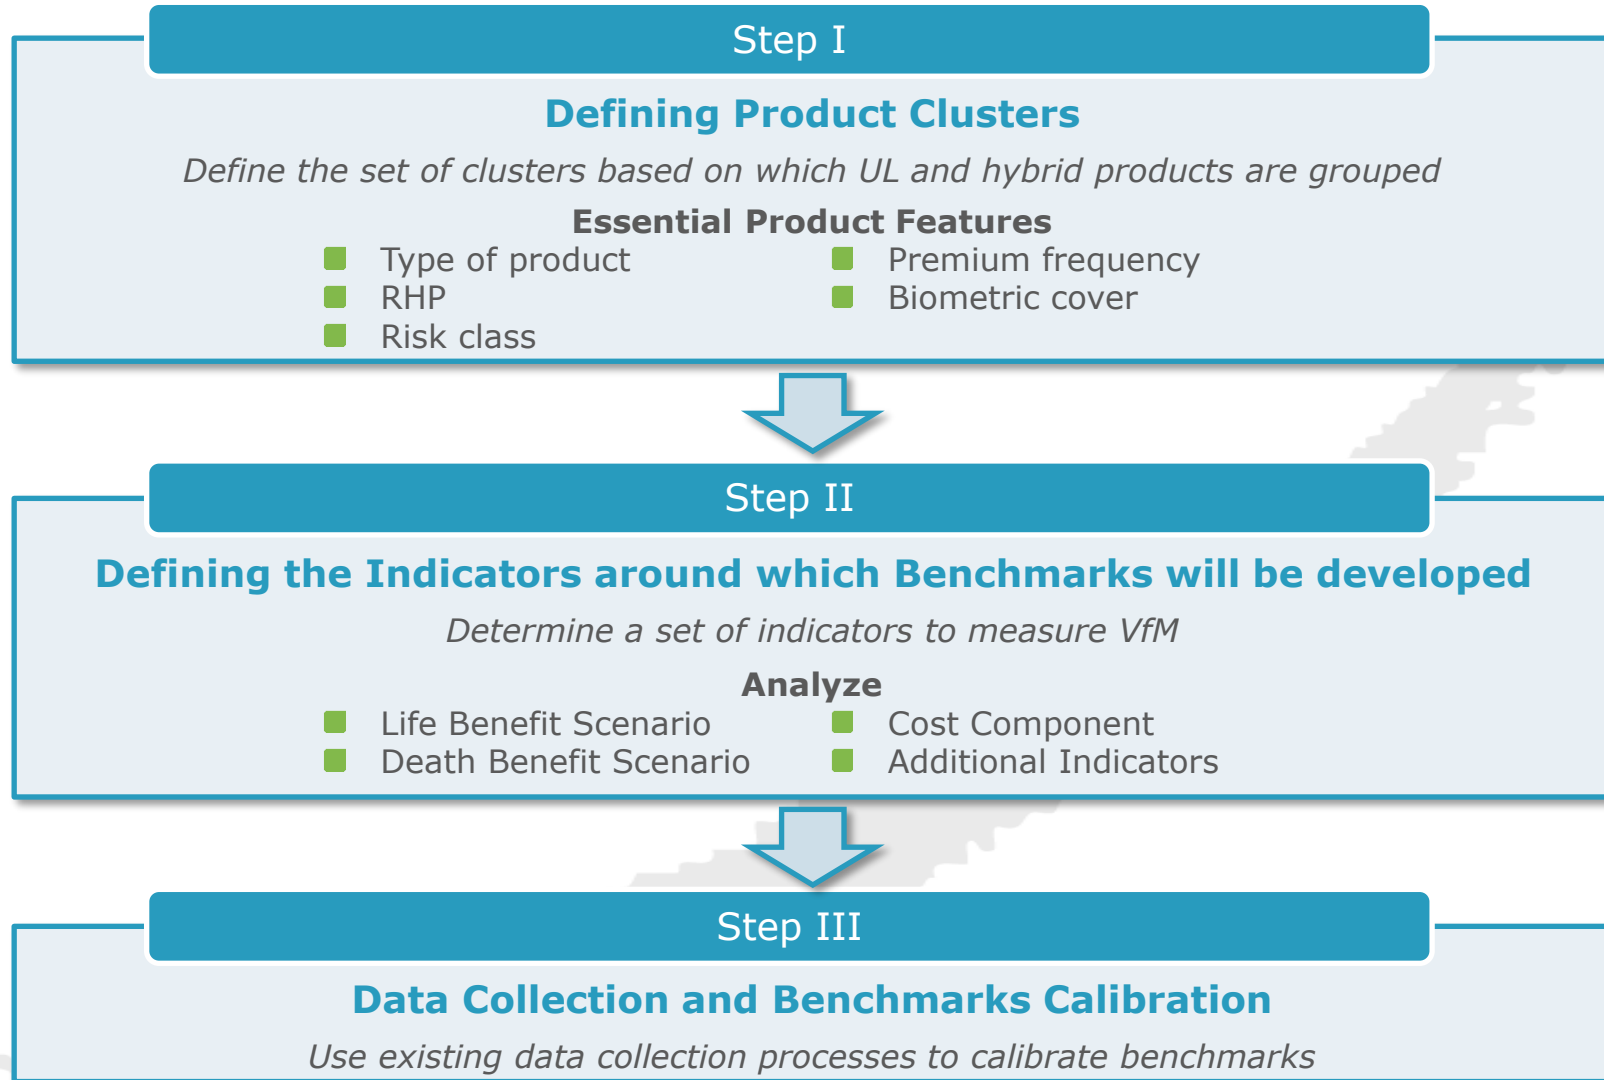 Step I
Defining Product Clusters
Define the set of clusters based on which UL and hybrid products are grouped
Essential Product Features
Type of product
RHP
Risk class
Premium frequency
Biometric cover
Step II
Defining the Indicators around which Benchmarks will be developed
Determine a set of indicators to measure VfM
Analyze
Life Benefit Scenario
Death Benefit Scenario
Cost Component
Additional Indicators
Step III
Data Collection and Benchmarks Calibration
Use existing data collection processes to calibrate benchmarks